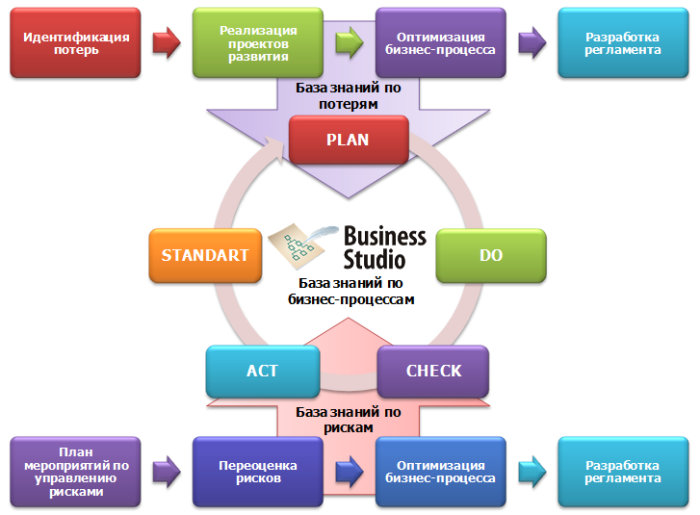 Идентификация
потерь
Реализация
проектов
развития
Оптимизация
бизнес-процесса
Разработка
регламента
База знаний по
потерям
PLAN
STANDART
Business
Studio
DO
База знаний по
бизнес-процессам
ACT
CHECK
База знаний по
рискам
План
мероприятий по
управлению
рисками
Переоценка
рисков
Оптимизация
бизнес-процесса
Разработка
регламента